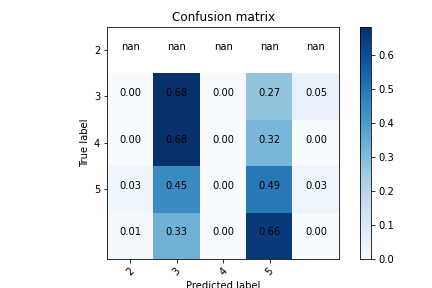 Confusion matrix
2 nan nan nan nan nan
3 0.00 0.68 0.00 0.27 0.05
4 0.00 0.68 0.00 0.32 0.00
5 0.03 0.45 0.00 0.49 0.03
0.01 0.33 0.00 0.66 0.00
2 3 4 5
True label
Predicted label
0.6
0.5
0.4
0.3
0.2
0.1
0.0